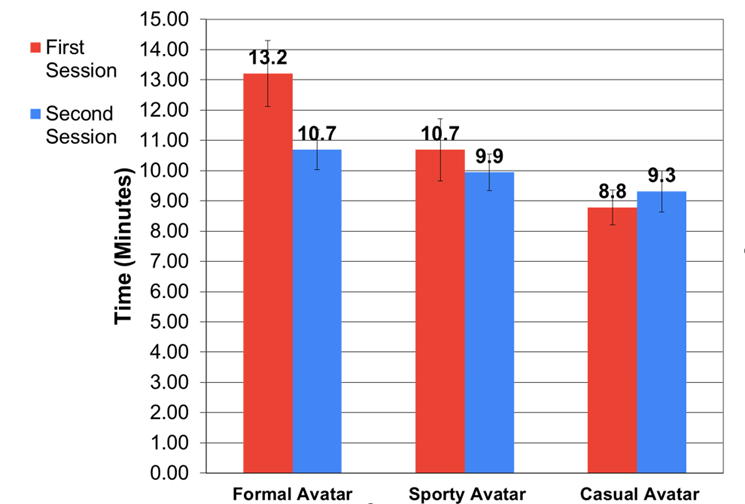 First
Session
Second
Session
Time (Minutes)
15.00
14.00
13.00
12.00
11.00
10.00
9.00
8.00
7.00
6.00
5.00
4.00
3.00
2.00
1.00
0.00
13.2
10.7
10.7
9.9
8.8
9.3
Formal Avatar
Sporty Avatar
Casual Avatar